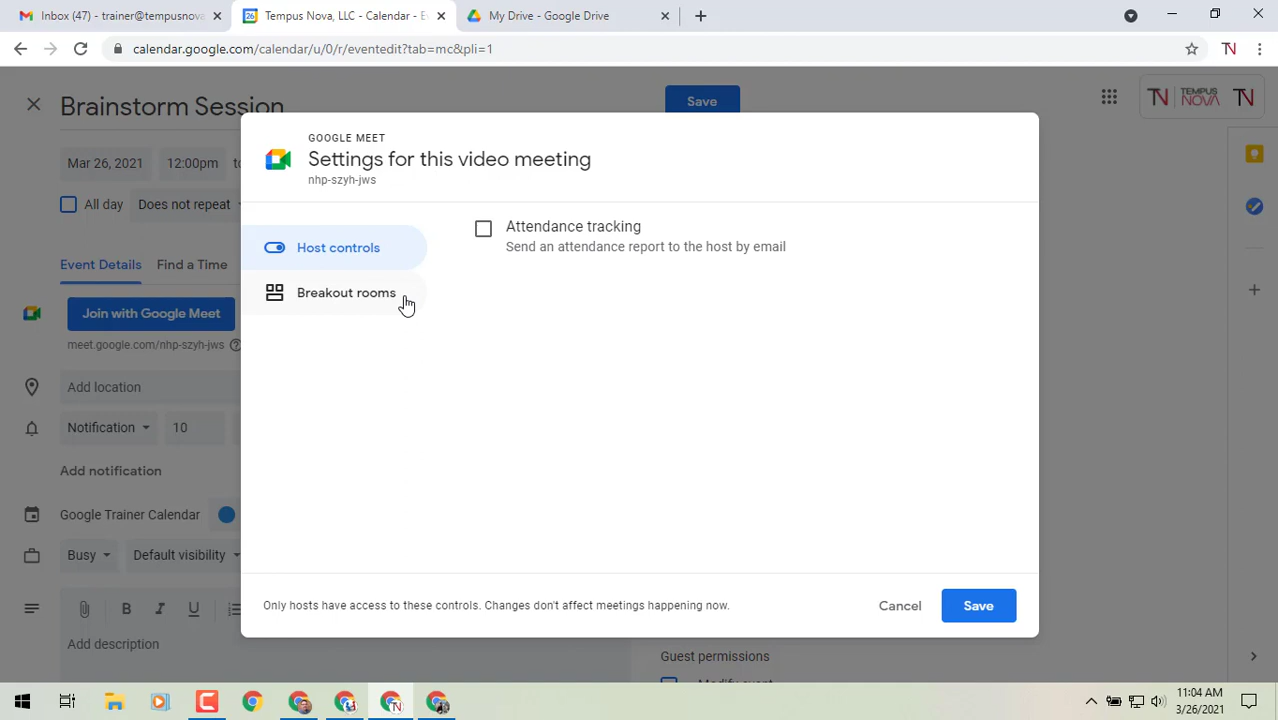 Inbox (47) - trainer@tempusnova
Tempus Nova, LLC - Calendar - E
My Drive - Google Drive
calendar.google.com/calendar/u/0/r/eventedit?tab=mc&pli=1
Brainstorm Session
Save
TEMPUS
NOVA
GOOGLE MEET
Settings for this video meeting
nhp-szyh-jws
Mar 26, 2021
12:00pm
to
All day
Does not repeat
Host controls
Attendance tracking
Send an attendance report to the host by email
Breakout rooms
Event Details
Find a Time
Join with Google Meet
meet.google.com/nhp-szyh-jws
Add location
Notification
10
Add notification
Google Trainer Calendar
Busy
Default visibility
B I U
Add description
Only hosts have access to these controls. Changes don't affect meetings happening now.
Cancel
Save
Guest permissions
Modify event
11:04 AM
3/26/2021